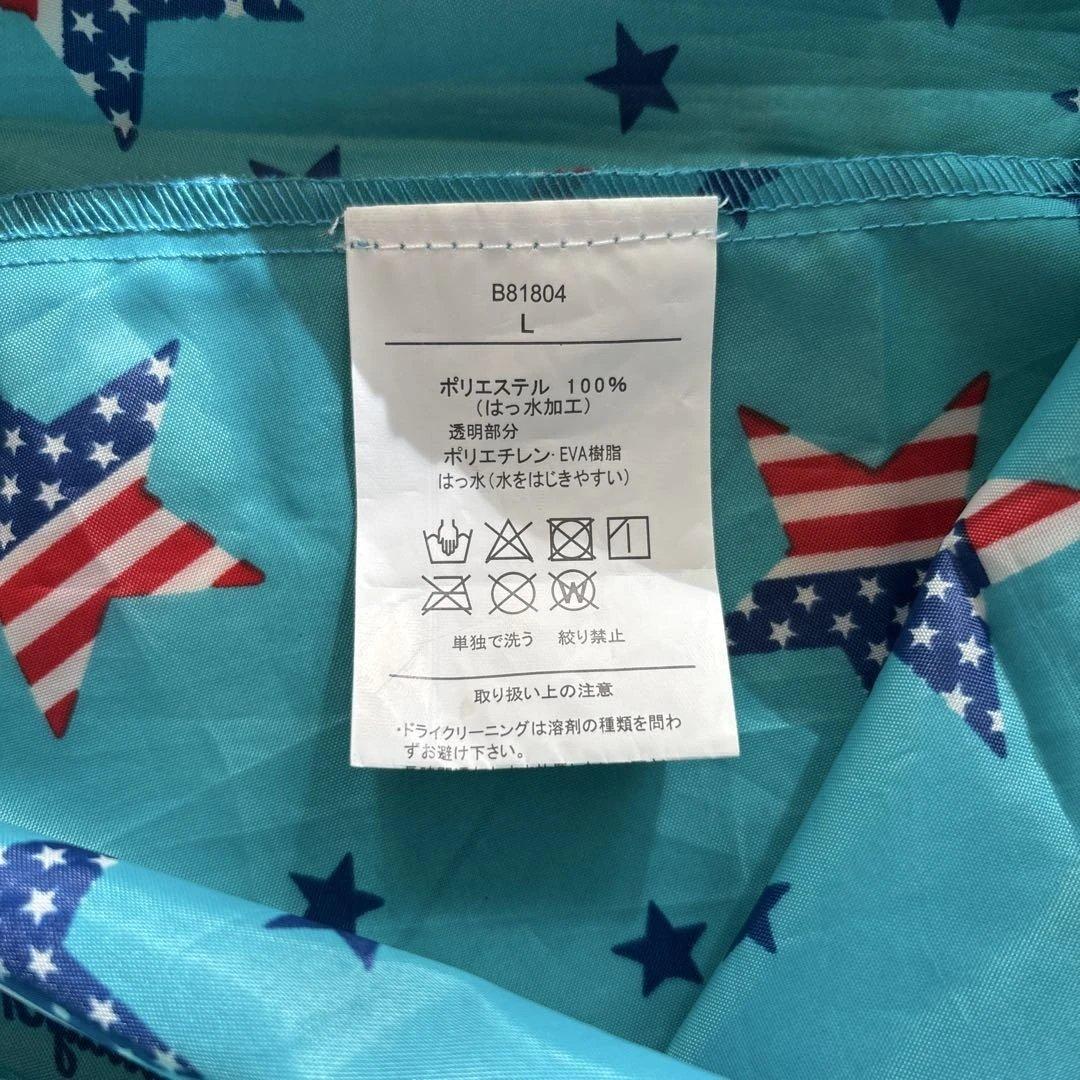 B81804
L
ポリエステル 100%
(はっ水加工)
透明部分
ポリエチレン・EVA樹脂
はっ水(水をはじきやすい)
W
単独で洗う 絞り禁止
取り扱い上の注意
・ドライクリーニングは溶剤の種類を問わ
ずお避け下さい。